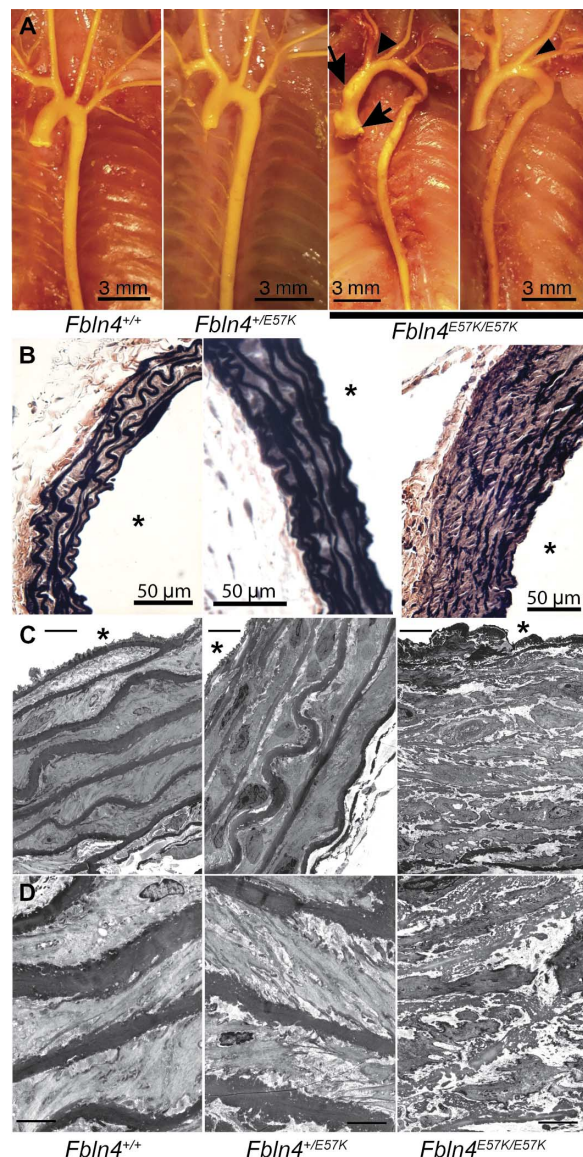 A
3 mm 3 mm 3 mm 3 mm
Fbln4+/+ Fbln4+/E57K Fbln4E57K/E57K
B
* * *
50 µm 50 µm 50 µm
C * * *
D
Fbln4+/+ Fbln4+/E57K Fbln4E57K/E57K